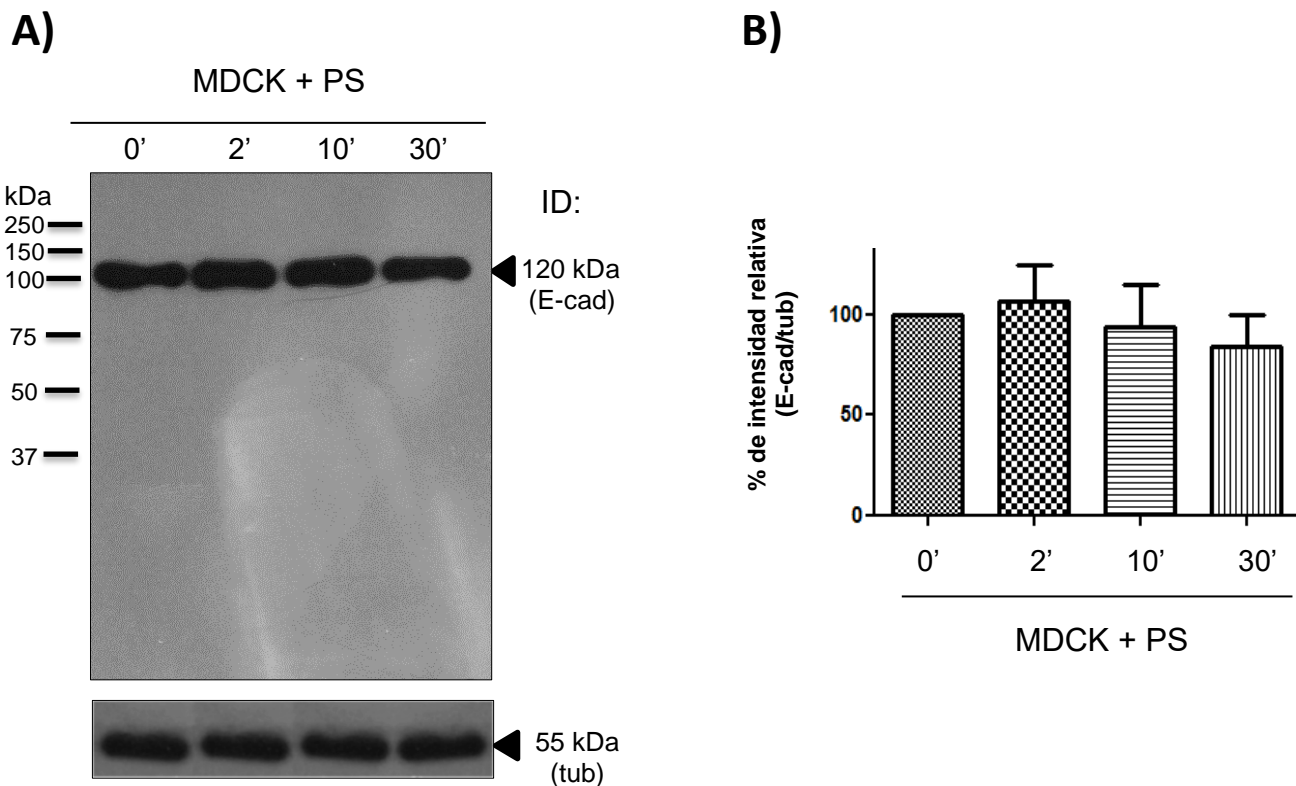 A)
MDCK + PS
0’ 2’ 10’ 30’
kDa
250
150
100
75
50
37
ID:
120 kDa
(E-cad)
55 kDa
(tub)
B)
% de intensidad relativa
(E-cad/tub)
100
50
0
0’ 2’ 10’ 30’
MDCK + PS